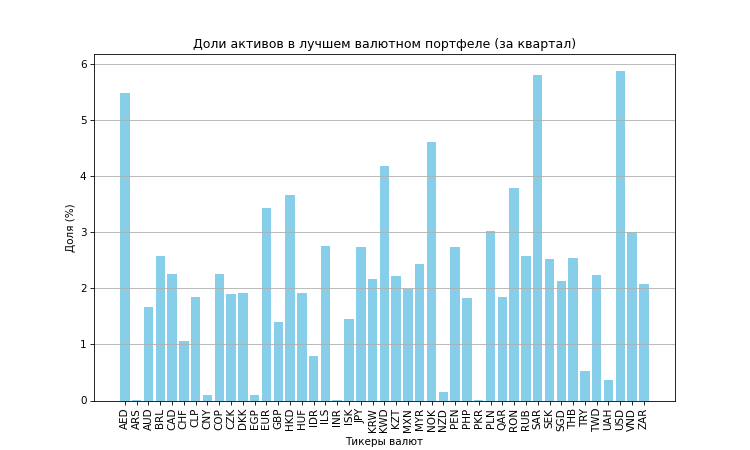 Доли активов в лучшем валютном портфеле (за квартал)
Доля (%)
6
5
4
3
2
1
0
AED ARS AUD BRL CAD CHF CLP CNY COP CZK DKK EGP EUR GBP HKD HUF IDR ILS INR ISK JPY KRW KWD KZT MXN MYR NOK NZD PEN PHP PKR PLN QAR RON RUB SAR SEK SGD THB TRY TWD UAH USD VND ZAR
Тикеры валют